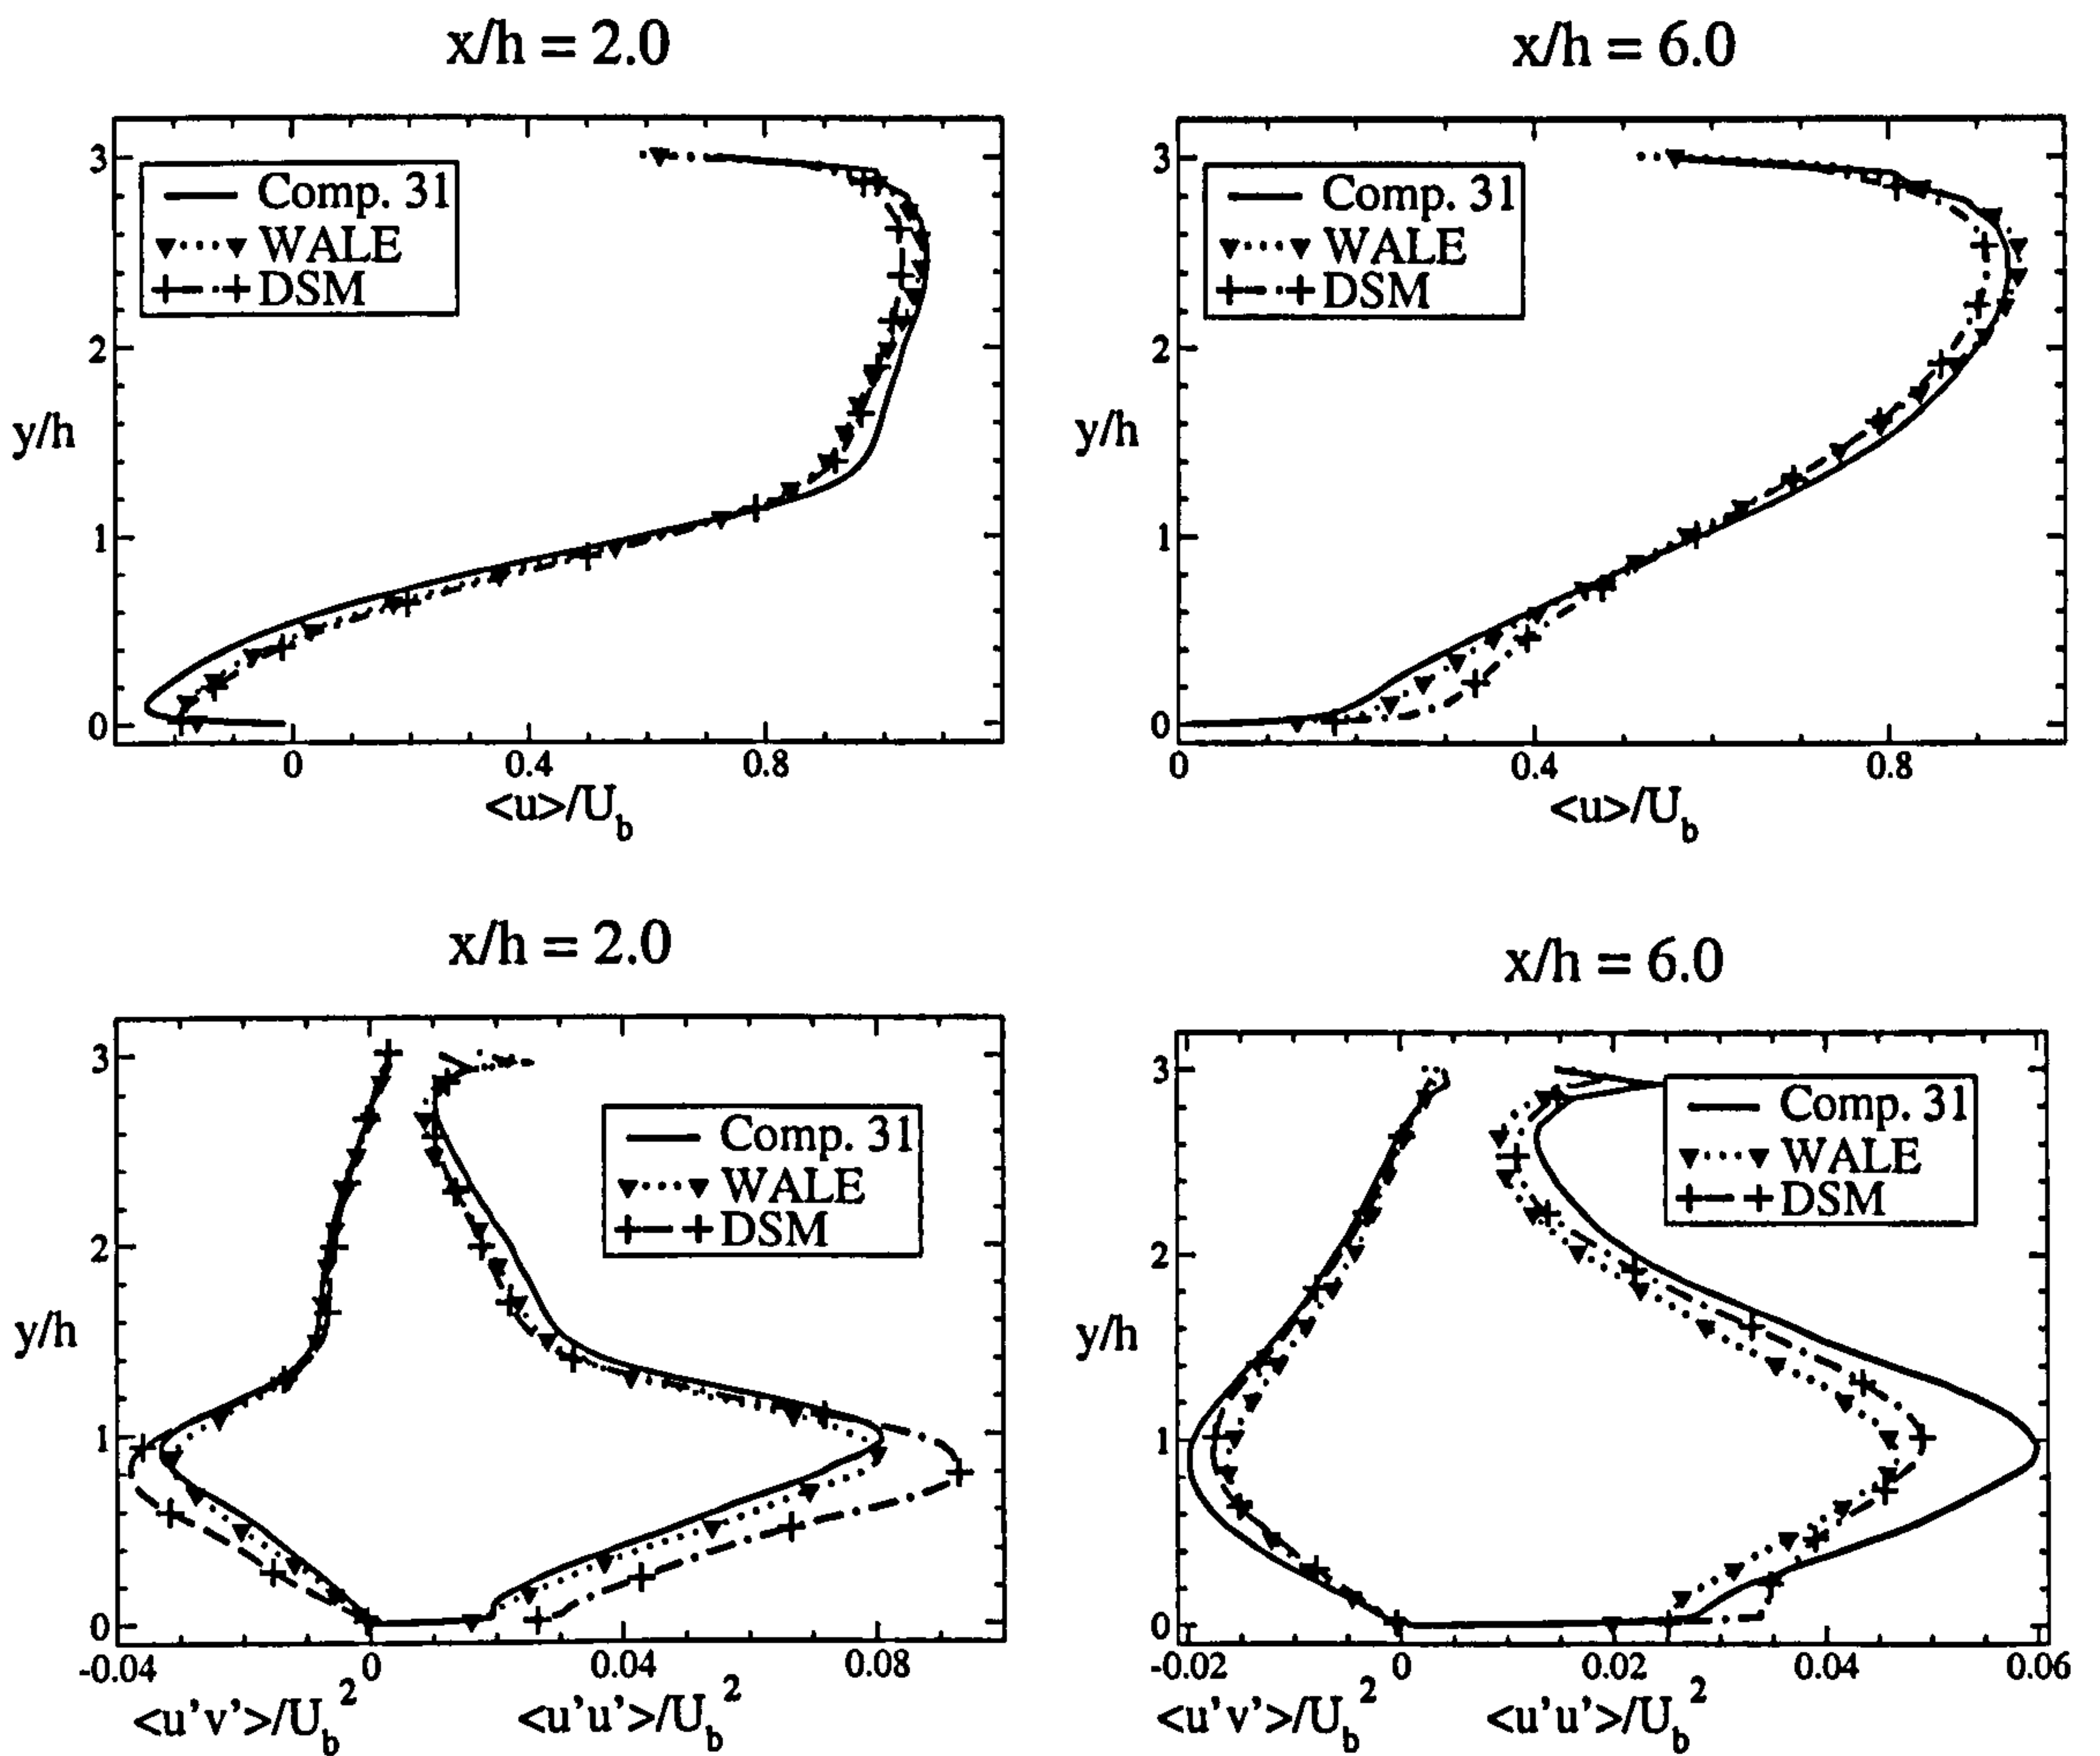 x/h = 2.0
3
2
1
0
y/h
Comp. 31
WALE
DSM
0 0.4 0.8
<u>/U_b
x/h = 6.0
3
2
1
0
y/h
Comp. 31
WALE
DSM
0 0.4 0.8
<u>/U_b
x/h = 2.0
3
2
1
0
y/h
Comp. 31
WALE
DSM
-0.04 0 0.04 0.08
<u'v'>/U_b^2 <u'u'>/U_b^2
x/h = 6.0
3
2
1
0
y/h
Comp. 31
WALE
DSM
-0.02 0 0.02 0.04 0.06
<u'v'>/U_b^2 <u'u'>/U_b^2